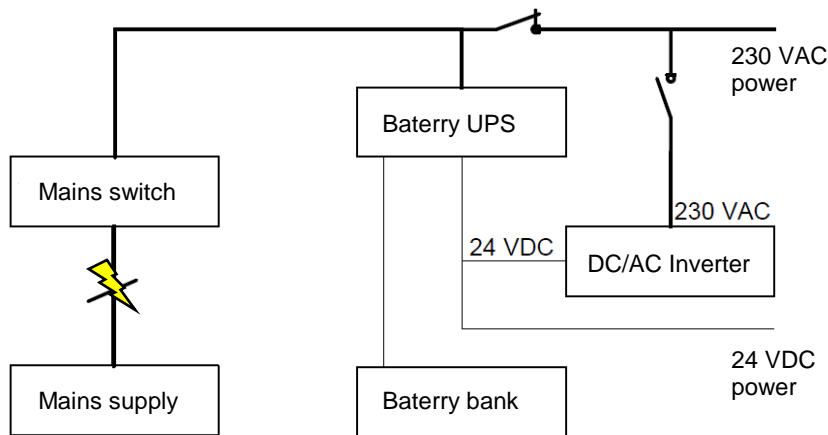 230 VAC
power
Baterry UPS
Mains switch
230 VAC
24 VDC
DC/AC Inverter
24 VDC
power
Mains supply
Baterry bank